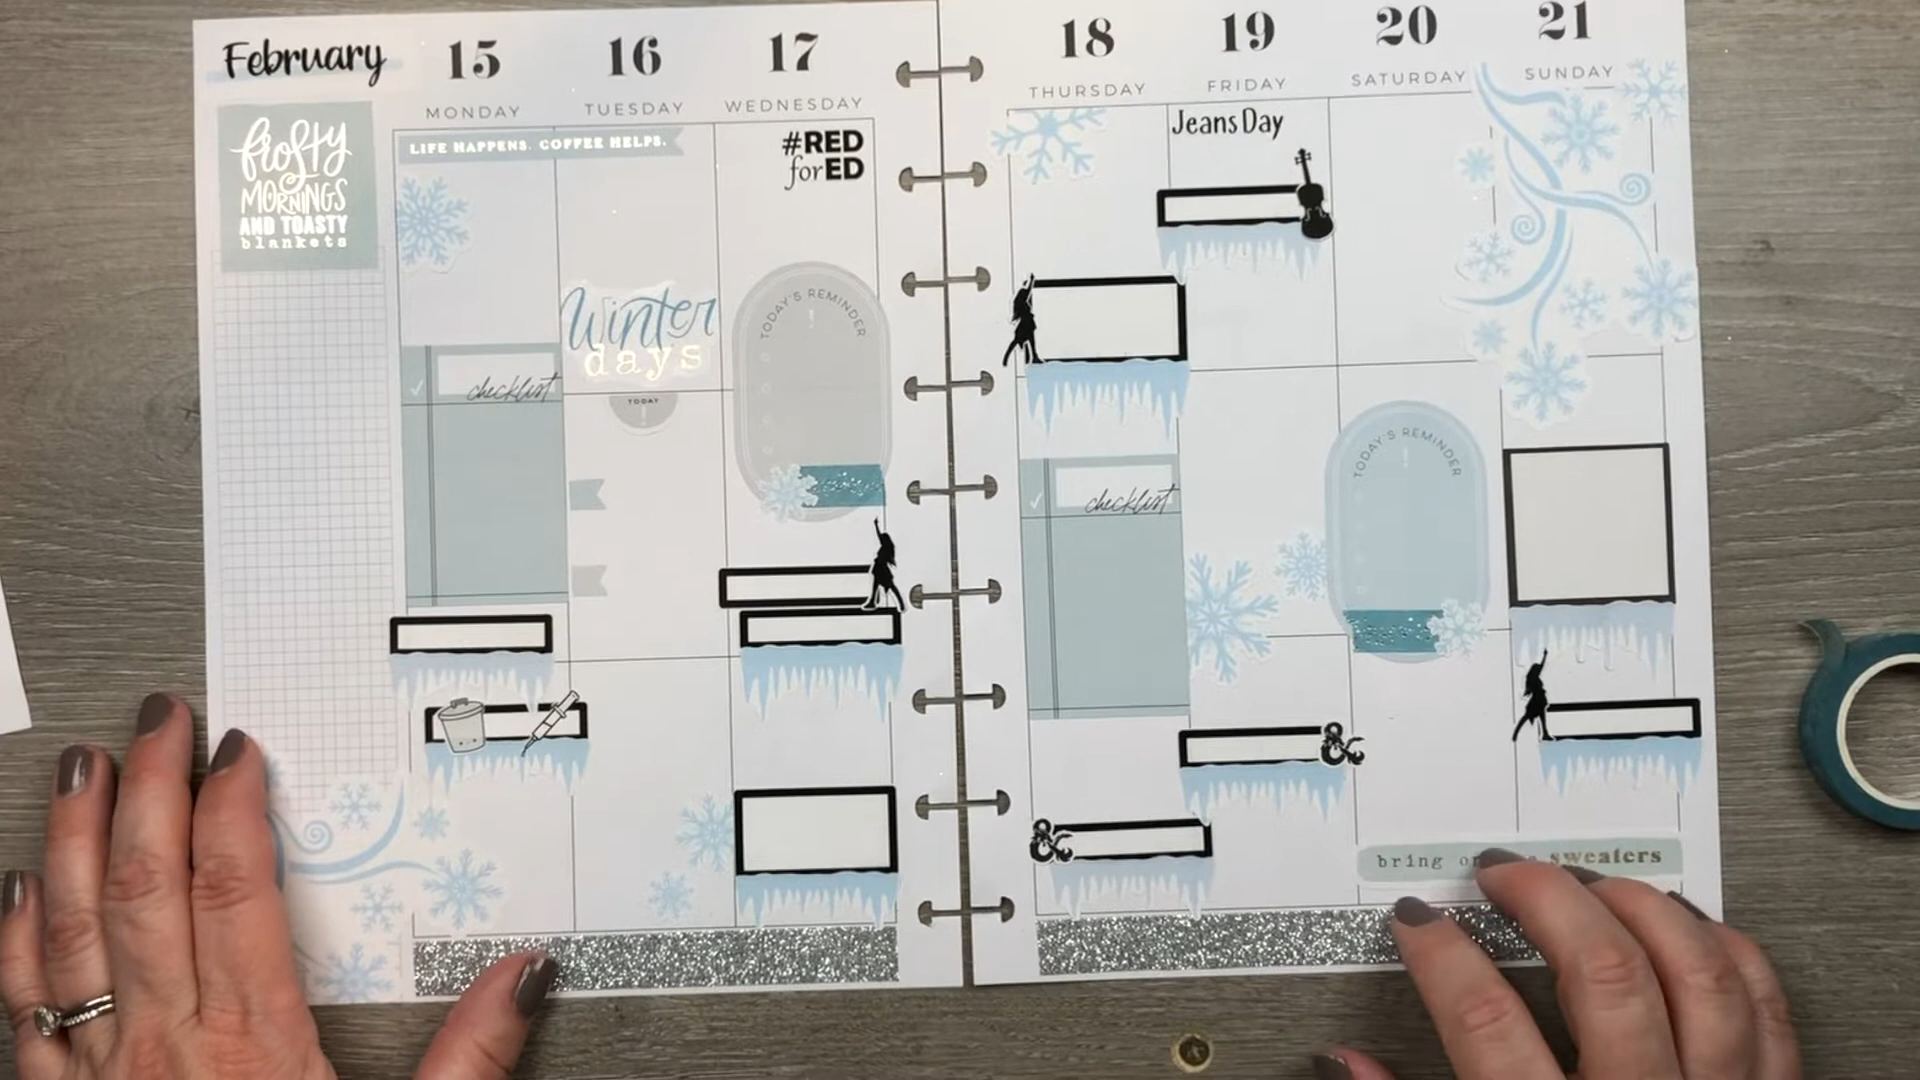 February
15
16
17
18
19
20
21
MONDAY
TUESDAY
WEDNESDAY
THURSDAY
FRIDAY
SATURDAY
SUNDAY
frosty
MORNINGS
AND TOASTY
blankets
LIFE HAPPENS. COFFEE HELPS.
#RED
forED
Jeans Day
Winter
days
TODAY'S REMINDER
!
checklist
TODAY
!
checklist
TODAY'S REMINDER
!
bring
sweaters